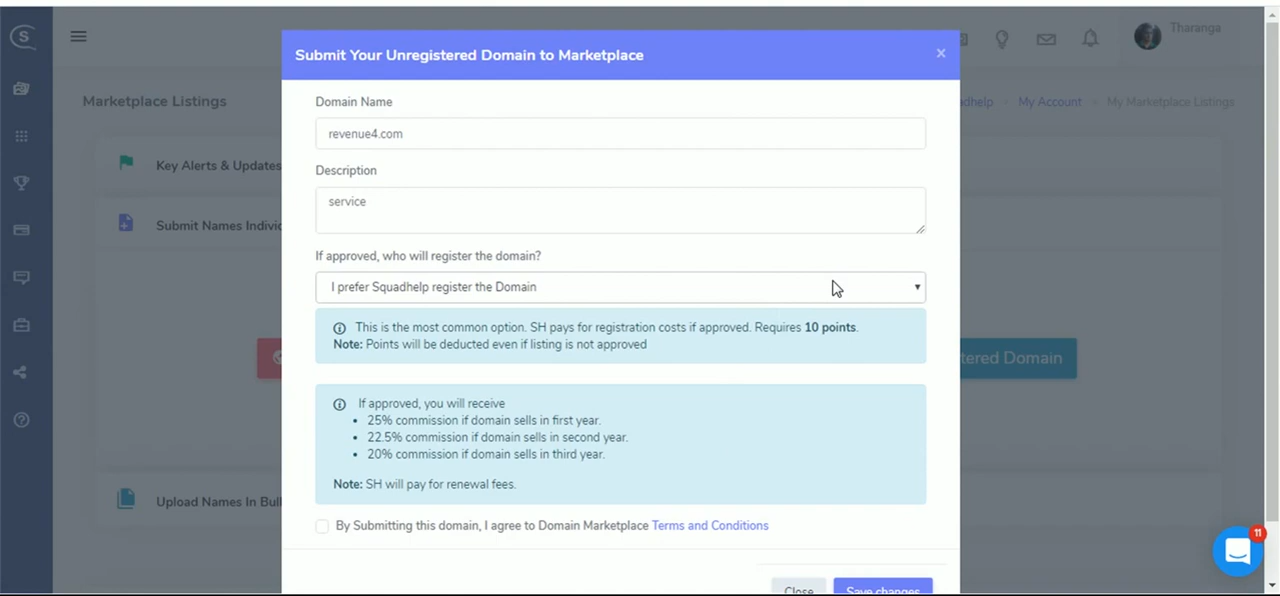 Submit Your Unregistered Domain to Marketplace
×
Tharanga
Marketplace Listings
My Account
My Marketplace Listings
Domain Name
revenue4.com
Key Alerts & Updates
Description
service
Submit Names
If approved, who will register the domain?
I prefer Squadhelp register the Domain
This is the most common option. SH pays for registration costs if approved. Requires 10 points.
Note: Points will be deducted even if listing is not approved
Domain
If approved, you will receive
• 25% commission if domain sells in first year.
• 22.5% commission if domain sells in second year.
• 20% commission if domain sells in third year.
Note: SH will pay for renewal fees.
Upload Names In
By Submitting this domain, I agree to Domain Marketplace Terms and Conditions
11
Close
Save changes